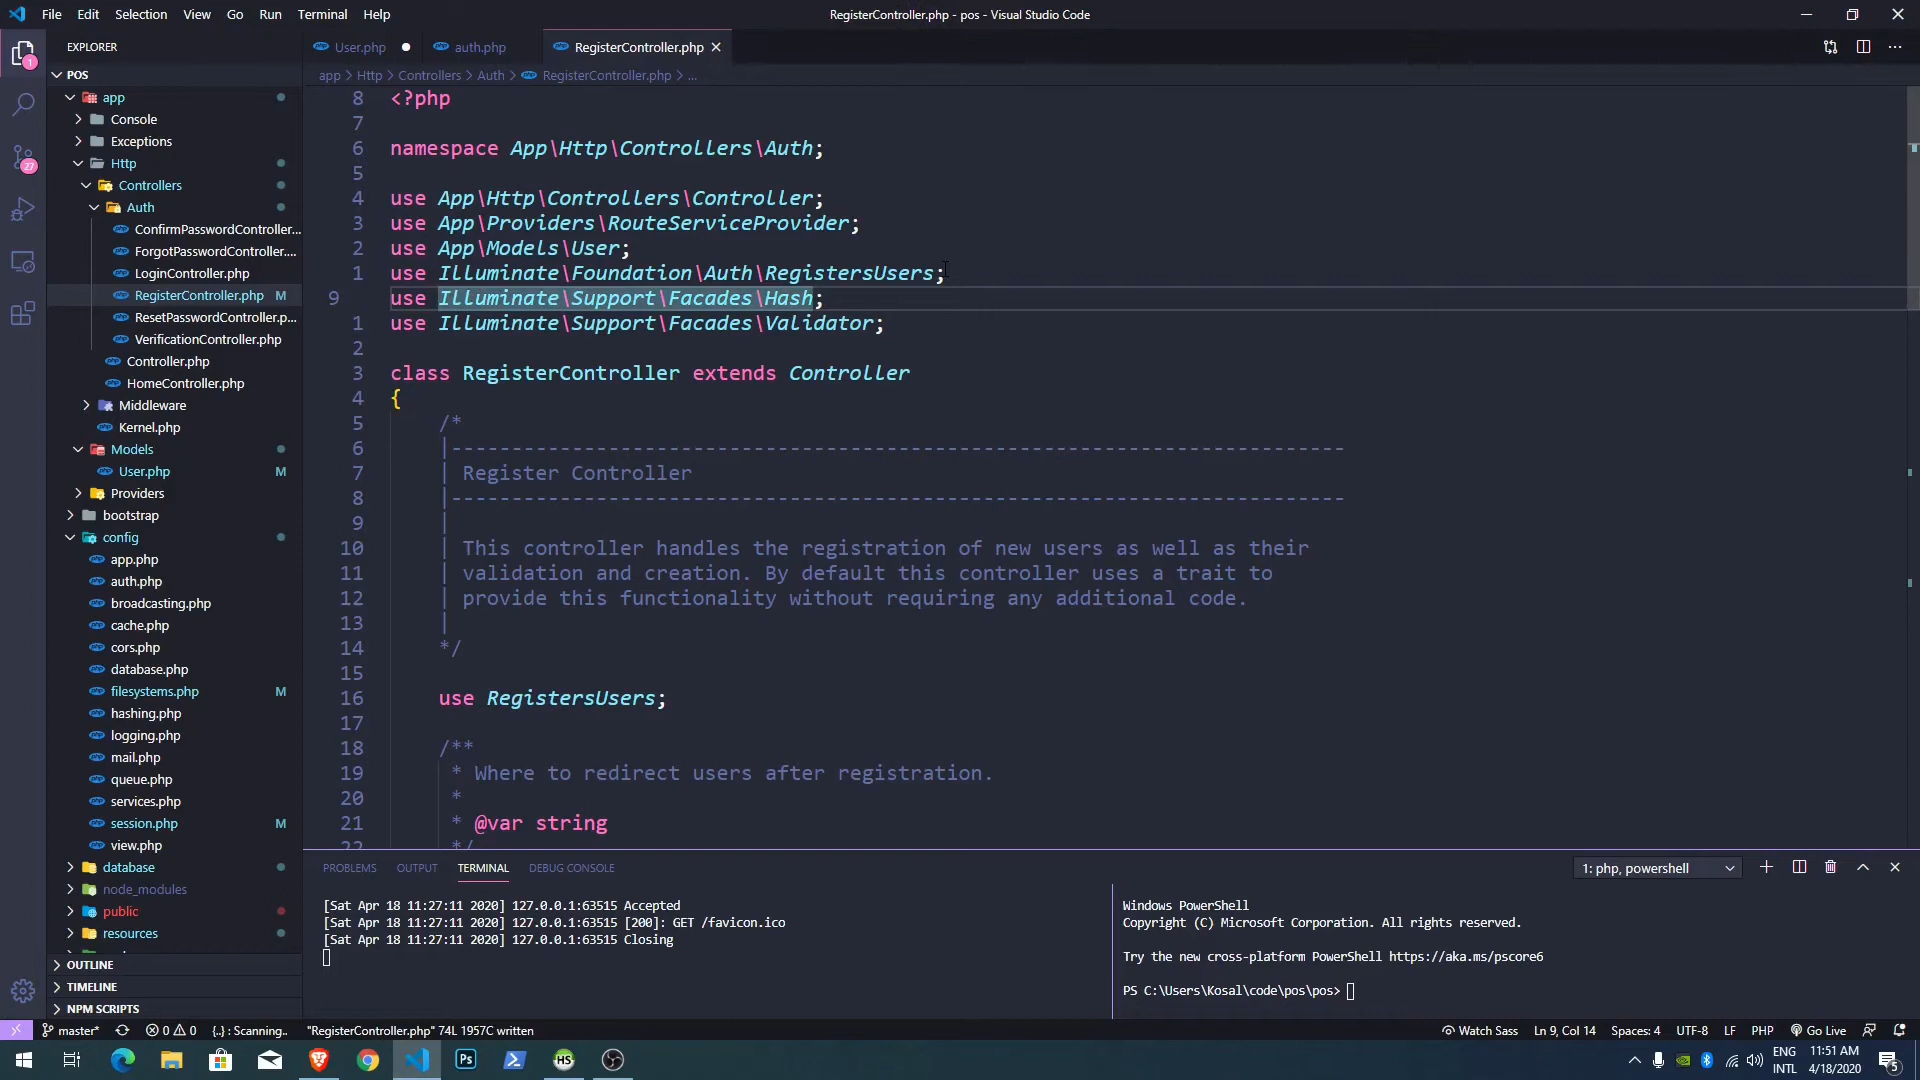 File Edit Selection View Go Run Terminal Help
RegisterController.php - pos - Visual Studio Code
EXPLORER
User.php
auth.php
RegisterController.php
1
POS
app > Http > Controllers > Auth > RegisterController.php > ...
app
Console
Exceptions
Http
Controllers
27
Auth
ConfirmPasswordController...
ForgotPasswordController....
LoginController.php
RegisterController.php M
ResetPasswordController.p...
VerificationController.php
Controller.php
HomeController.php
Middleware
Kernel.php
Models
User.php M
Providers
bootstrap
config
app.php
auth.php
broadcasting.php
cache.php
cors.php
database.php
filesystems.php M
hashing.php
logging.php
mail.php
queue.php
services.php
session.php M
view.php
database
node_modules
public
resources
OUTLINE
TIMELINE
NPM SCRIPTS
8 <?php
7
6 namespace App\Http\Controllers\Auth;
5
4 use App\Http\Controllers\Controller;
3 use App\Providers\RouteServiceProvider;
2 use App\Models\User;
1 use Illuminate\Foundation\Auth\RegistersUsers;
9 use Illuminate\Support\Facades\Hash;
1 use Illuminate\Support\Facades\Validator;
2
3 class RegisterController extends Controller
4 {
5 /*
6 |--------------------------------------------------------------------------
7 | Register Controller
8 |--------------------------------------------------------------------------
9 |
10 | This controller handles the registration of new users as well as their
11 | validation and creation. By default this controller uses a trait to
12 | provide this functionality without requiring any additional code.
13 |
14 */
15
16 use RegistersUsers;
17
18 /**
19 * Where to redirect users after registration.
20 *
21 * @var string
22 */
PROBLEMS OUTPUT TERMINAL DEBUG CONSOLE
1: php, powershell
[Sat Apr 18 11:27:11 2020] 127.0.0.1:63515 Accepted
[Sat Apr 18 11:27:11 2020] 127.0.0.1:63515 [200]: GET /favicon.ico
[Sat Apr 18 11:27:11 2020] 127.0.0.1:63515 Closing
Windows PowerShell
Copyright (C) Microsoft Corporation. All rights reserved.
Try the new cross-platform PowerShell https://aka.ms/pscore6
PS C:\Users\Kosal\code\pos\pos>
master* 0 0 {..} : Scanning.. "RegisterController.php" 74L 1957C written
Watch Sass Ln 9, Col 14 Spaces: 4 UTF-8 LF PHP Go Live
Ps
HS
ENG
INTL
11:51 AM
4/18/2020
5